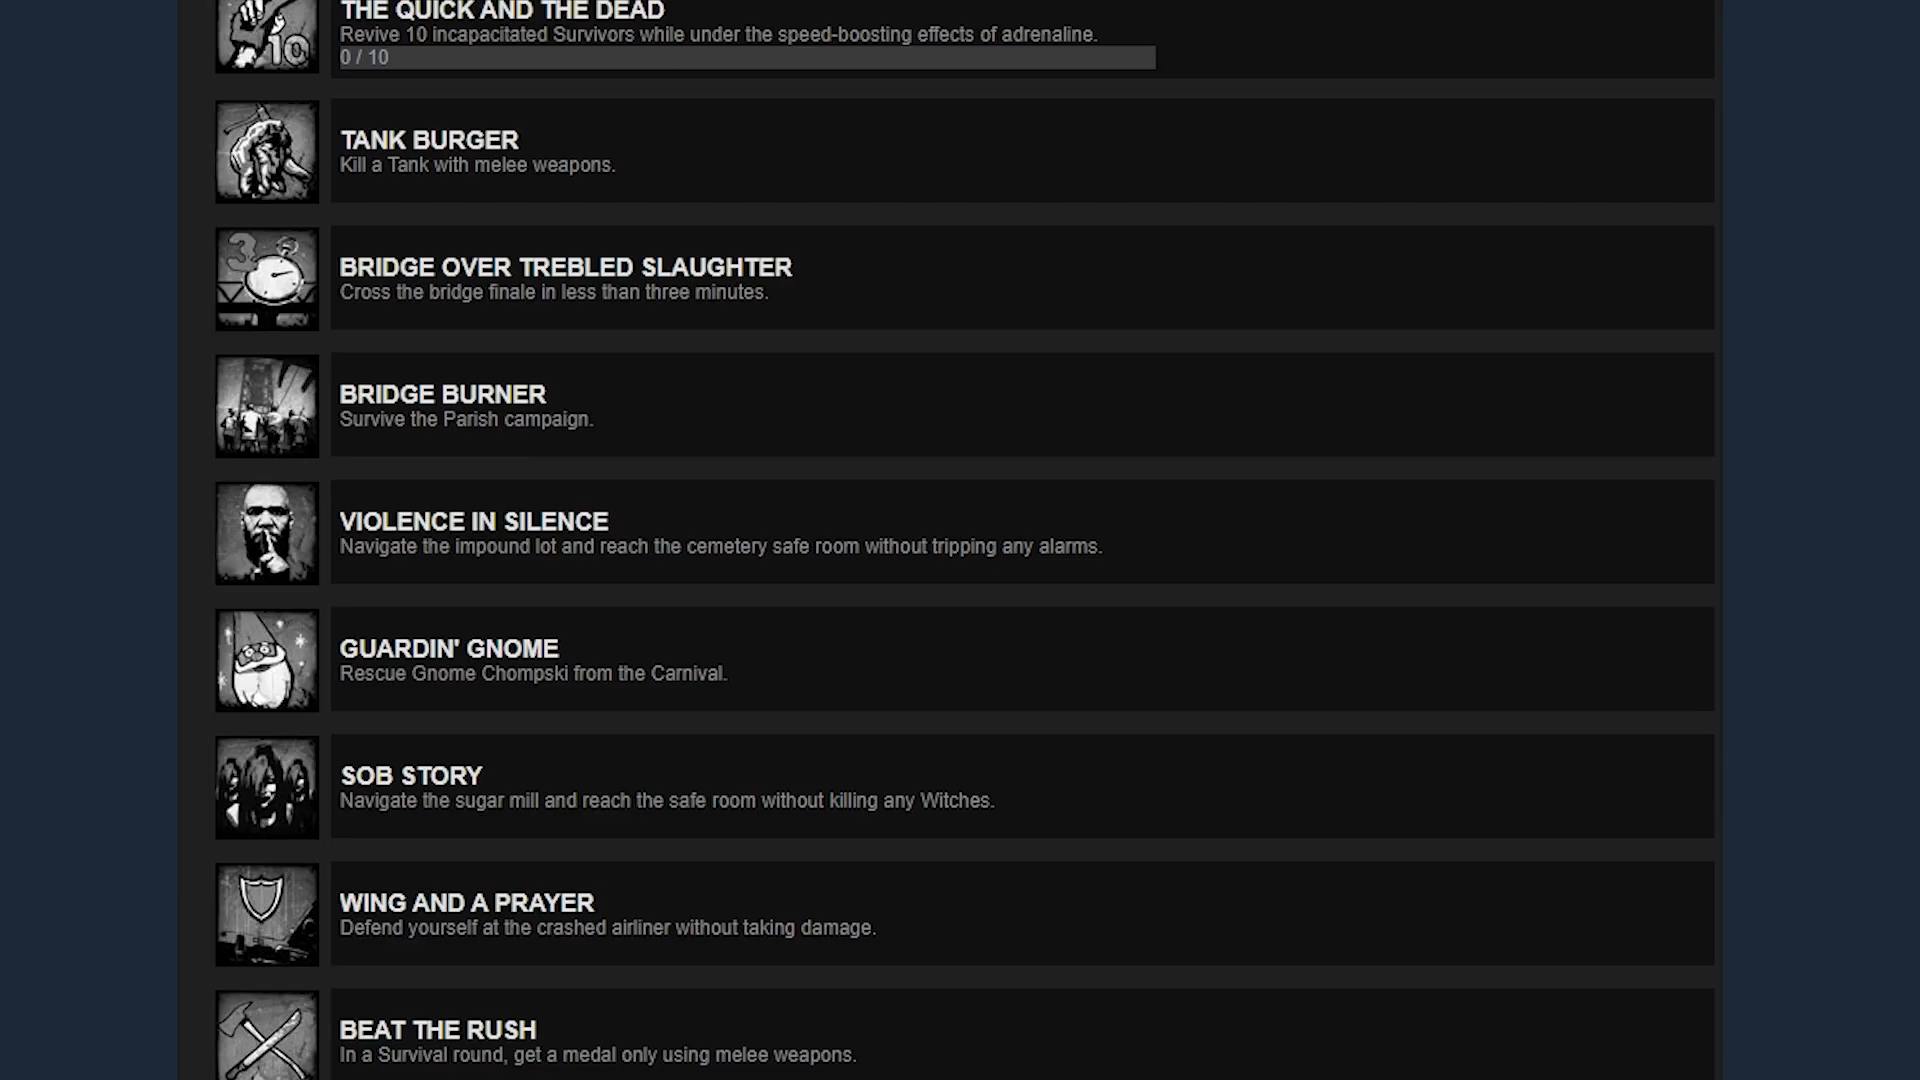 THE QUICK AND THE DEAD
Revive 10 incapacitated Survivors while under the speed-boosting effects of adrenaline.
10
0 / 10
TANK BURGER
Kill a Tank with melee weapons.
3
BRIDGE OVER TREBLED SLAUGHTER
Cross the bridge finale in less than three minutes.
BRIDGE BURNER
Survive the Parish campaign.
VIOLENCE IN SILENCE
Navigate the impound lot and reach the cemetery safe room without tripping any alarms.
GUARDIN' GNOME
Rescue Gnome Chompski from the Carnival.
SOB STORY
Navigate the sugar mill and reach the safe room without killing any Witches.
WING AND A PRAYER
Defend yourself at the crashed airliner without taking damage.
BEAT THE RUSH
In a Survival round, get a medal only using melee weapons.